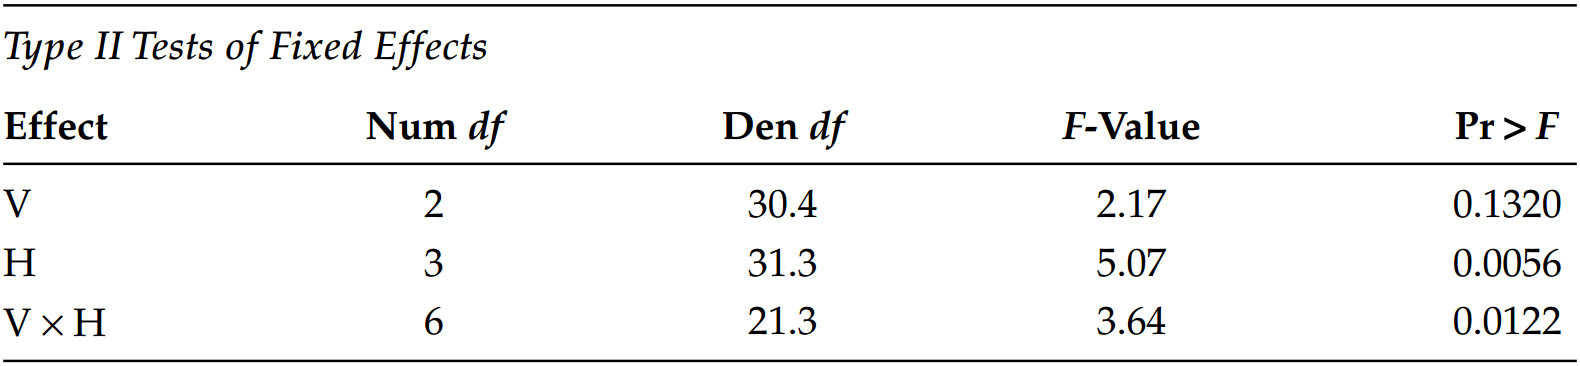 Type II Tests of Fixed Effects
Effect Num df Den df F-Value Pr > F
V 2 30.4 2.17 0.1320
H 3 31.3 5.07 0.0056
V × H 6 21.3 3.64 0.0122